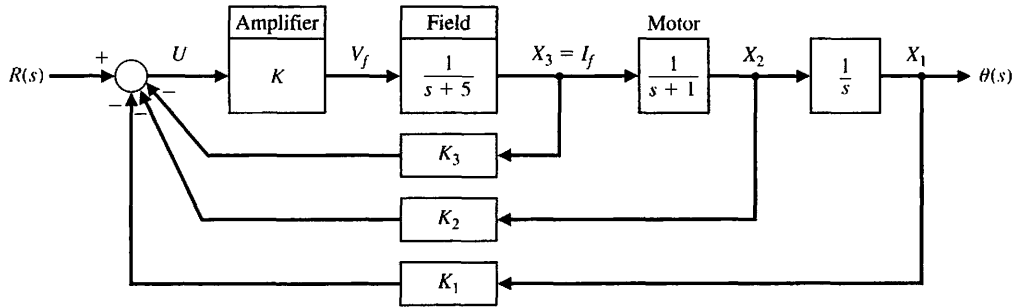 Amplifier
Field
Motor
R(s)
+
U
K
V_f
1
s + 5
X_3 = I_f
1
s + 1
X_2
1
s
X_1
θ(s)
−
−
−
K_3
K_2
K_1